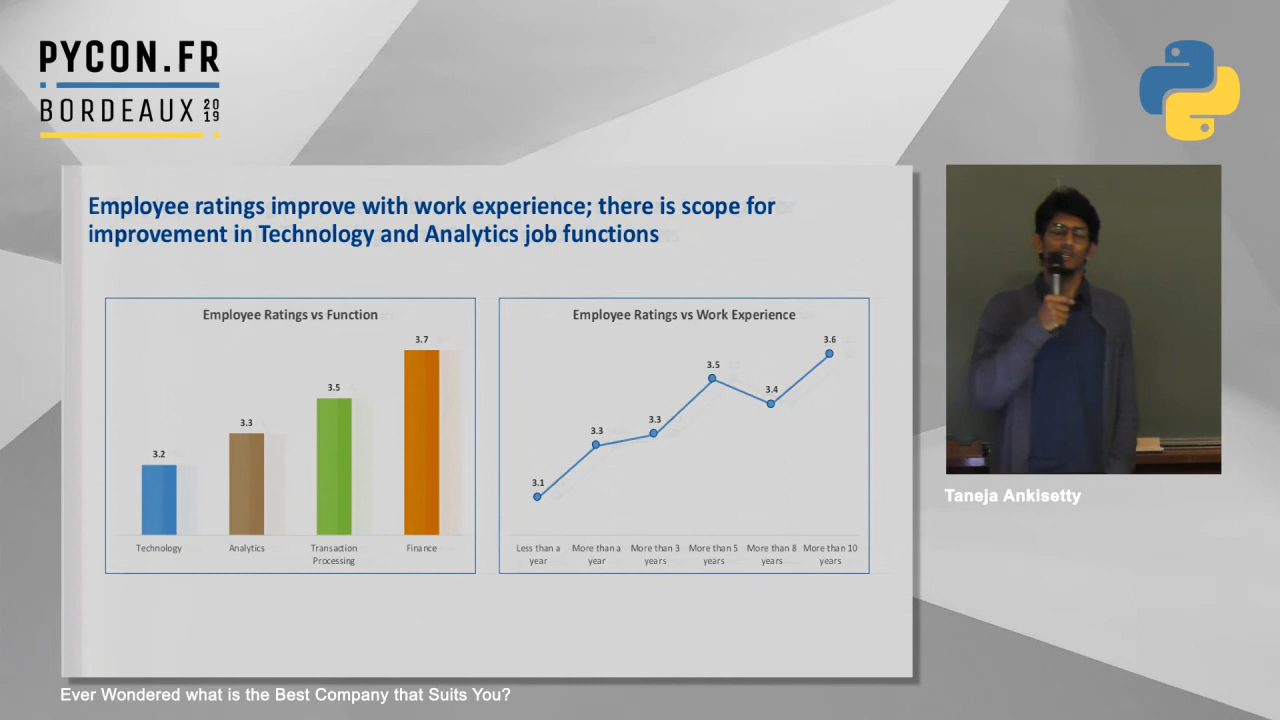 PYCON.FR
BORDEAUX 20 19
Employee ratings improve with work experience; there is scope for
improvement in Technology and Analytics job functions
Employee Ratings vs Function
3.7
3.5
3.3
3.2
Technology
Analytics
Transaction
Processing
Finance
Employee Ratings vs Work Experience
3.6
3.5
3.4
3.3
3.3
3.1
Less than a
year
More than a
year
More than 3
years
More than 5
years
More than 8
years
More than 10
years
Taneja Ankisetty
Ever Wondered what is the Best Company that Suits You?